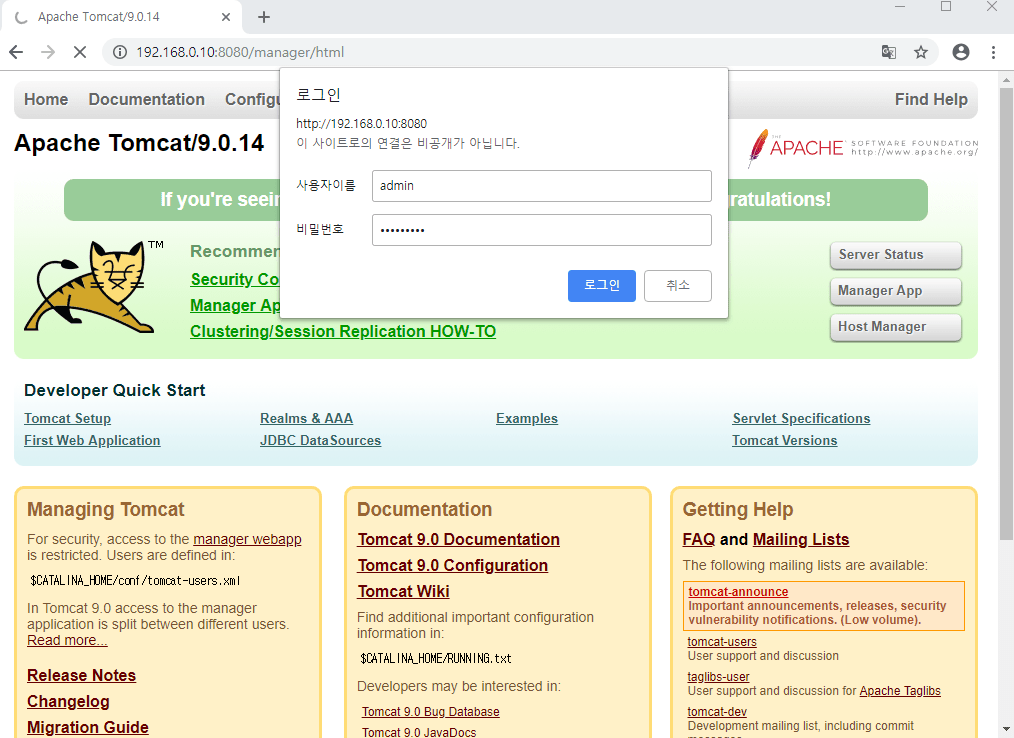 Apache Tomcat/9.0.14
192.168.0.10:8080/manager/html
Home Documentation Configu Find Help
로그인
http://192.168.0.10:8080
이 사이트로의 연결은 비공개가 아닙니다.
사용자이름 admin
비밀번호 •••••••••
로그인 취소
Apache Tomcat/9.0.14
THE
APACHE™ SOFTWARE FOUNDATION
http://www.apache.org/
If you're seein ratulations!
TM
Recommen
Security Co
Manager Ap
Clustering/Session Replication HOW-TO
Server Status
Manager App
Host Manager
Developer Quick Start
Tomcat Setup Realms & AAA Examples Servlet Specifications
First Web Application JDBC DataSources Tomcat Versions
Managing Tomcat
For security, access to the manager webapp
is restricted. Users are defined in:
$CATALINA_HOME/conf/tomcat-users.xml
In Tomcat 9.0 access to the manager
application is split between different users.
Read more...
Release Notes
Changelog
Migration Guide
Documentation
Tomcat 9.0 Documentation
Tomcat 9.0 Configuration
Tomcat Wiki
Find additional important configuration
information in:
$CATALINA_HOME/RUNNING.txt
Developers may be interested in:
Tomcat 9.0 Bug Database
Tomcat 9.0 JavaDocs
Getting Help
FAQ and Mailing Lists
The following mailing lists are available:
tomcat-announce
Important announcements, releases, security
vulnerability notifications. (Low volume).
tomcat-users
User support and discussion
taglibs-user
User support and discussion for Apache Taglibs
tomcat-dev
Development mailing list, including commit